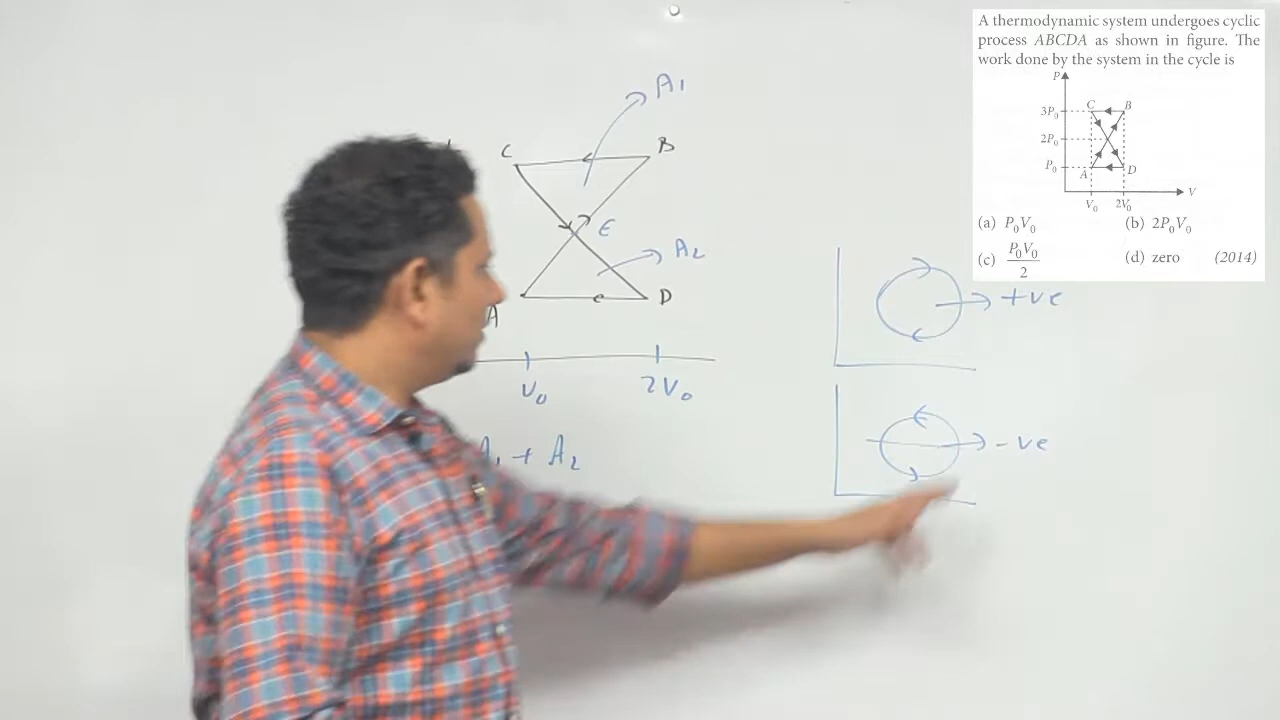 A thermodynamic system undergoes cyclic
process ABCDA as shown in figure. The
work done by the system in the cycle is
P
3P₀
C B
2P₀
P₀
A D
V
V₀ 2V₀
(a) P₀V₀ (b) 2P₀V₀
(c) P₀V₀/2 (d) zero (2014)
A1
C B
E
A2
A D
V₀ 2V₀
A1 + A2
+ve
-ve